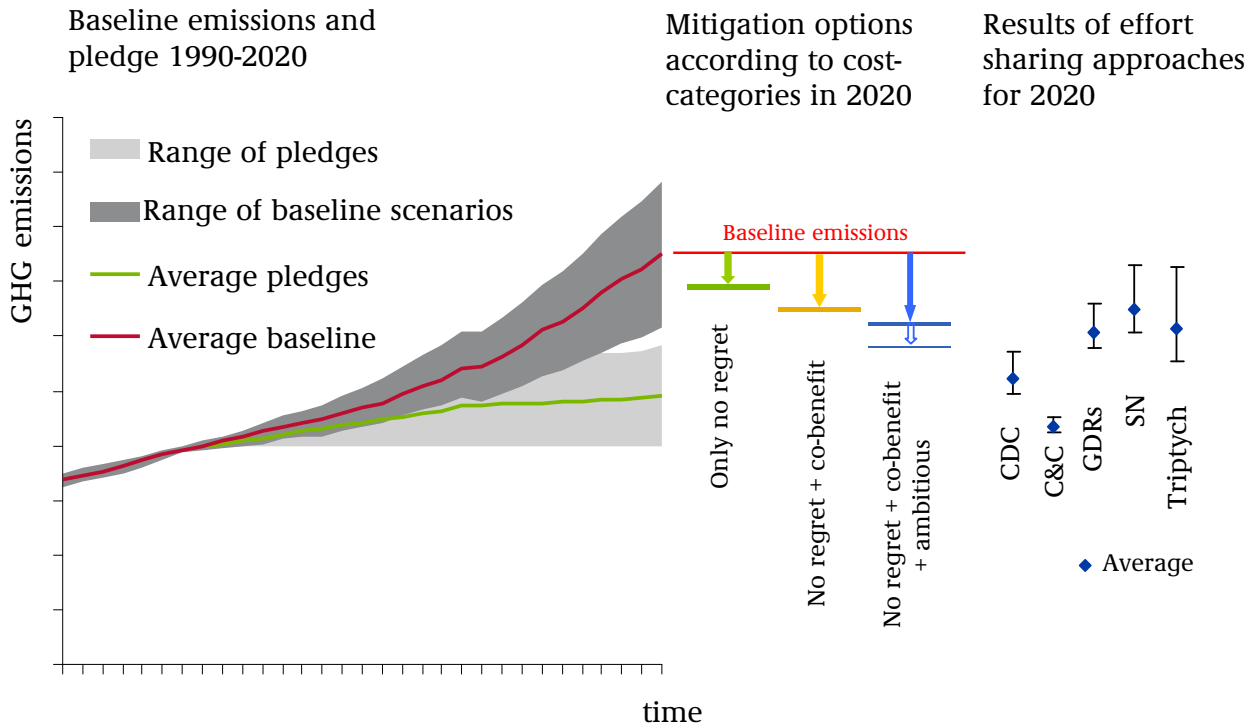 Baseline emissions and
pledge 1990-2020
Mitigation options
according to cost-
categories in 2020
Results of effort
sharing approaches
for 2020
GHG emissions
Range of pledges
Range of baseline scenarios
Average pledges
Average baseline
Baseline emissions
Only no regret
No regret + co-benefit
No regret + co-benefit
+ ambitious
CDC
C&C
GDRs
SN
Triptych
Average
time